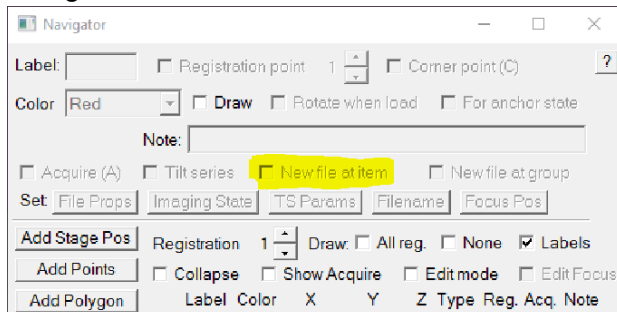 Navigator
Label: Registration point 1 Corner point (C) ?
Color Red Draw Rotate when load For anchor state
Note:
Acquire (A) Tilt series New file at item New file at group
Set: File Props Imaging State TS Params Filename Focus Pos
Add Stage Pos Registration 1 Draw: All reg. None Labels
Add Points Collapse Show Acquire Edit mode Edit Focus
Add Polygon Label Color X Y Z Type Reg. Acq. Note